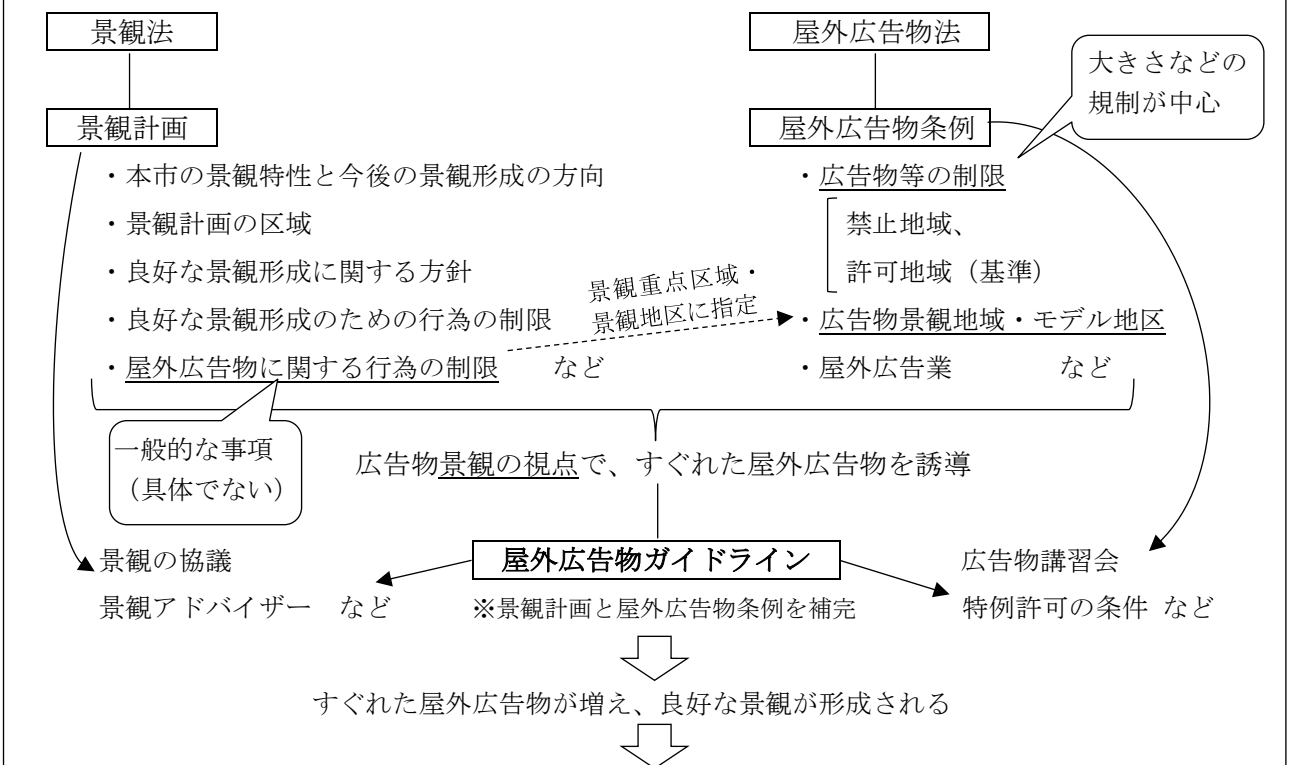 景観法
屋外広告物法
大きさなどの
規制が中心
景観計画
屋外広告物条例
・本市の景観特性と今後の景観形成の方向
・景観計画の区域
・良好な景観形成に関する方針
・良好な景観形成のための行為の制限
・屋外広告物に関する行為の制限　など
景観重点区域・
景観地区に指定
・広告物等の制限
禁止地域、
許可地域（基準）
・広告物景観地域・モデル地区
・屋外広告業　など
一般的な事項
（具体でない）
広告物景観の視点で、すぐれた屋外広告物を誘導
景観の協議
景観アドバイザー　など
屋外広告物ガイドライン
※景観計画と屋外広告物条例を補完
広告物講習会
特例許可の条件 など
すぐれた屋外広告物が増え、良好な景観が形成される